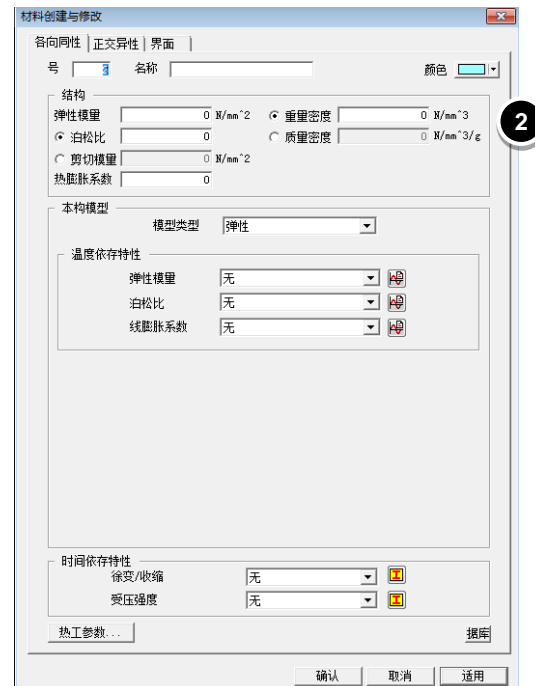 材料创建与修改
各向同性 正交异性 界面
号 名称 颜色
结构
弹性模量 0 N/mm^2 重量密度 0 N/mm^3
泊松比 0 质量密度 0 N/mm^3/g
剪切模量 0 N/mm^2
热膨胀系数 0
2
本构模型
模型类型 弹性
温度依存特性
弹性模量 无
泊松比 无
线膨胀系数 无
时间依存特性
徐变/收缩 无
受压强度 无
热工参数... 据库
确认 取消 适用